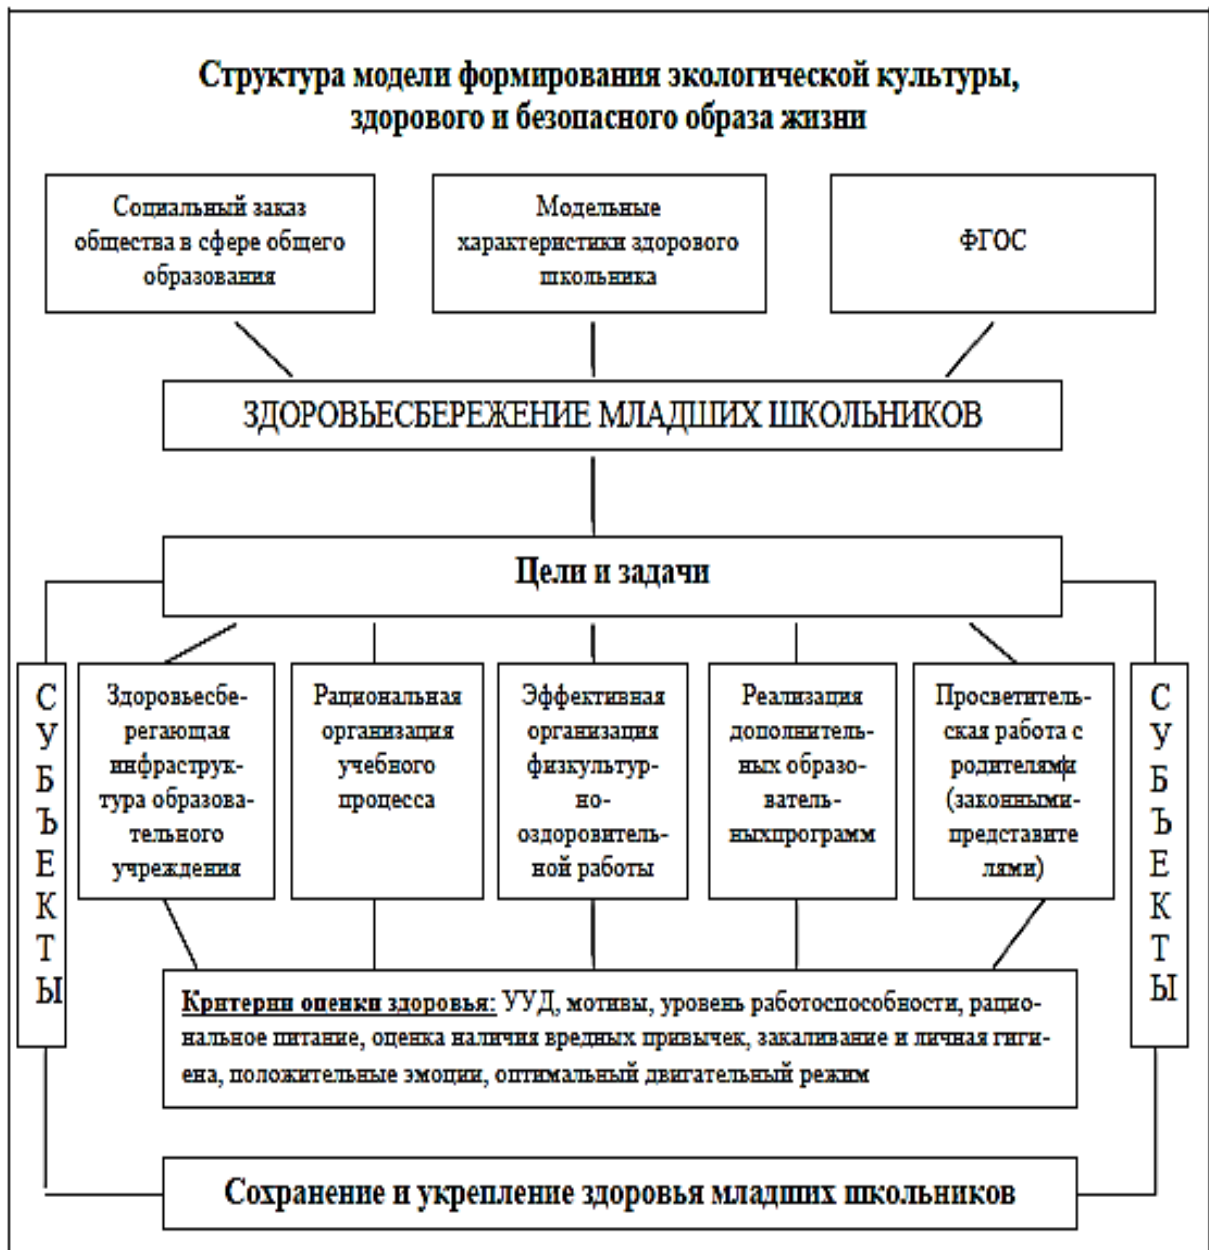 Структура модели формирования экологической культуры,
здорового и безопасного образа жизни
Социальный заказ
общества в сфере общего
образования
Модельные
характеристики здорового
школьника
ФГОС
ЗДОРОВЬЕСБЕРЕЖЕНИЕ МЛАДШИХ ШКОЛЬНИКОВ
Цели и задачи
СУБЪЕКТЫ
Здоровьесбе-
регающая
инфраструк-
тура образова-
тельного
учреждения
Рациональная
организация
учебного
процесса
Эффективная
организация
физкультур-
но-
оздоровитель-
ной работы
Реализация
дополнитель-
ных образо-
ватель-
ныхпрограмм
Просветитель-
ская работа с
родителями
(законными-
представите
лями)
СУБЪЕКТЫ
Критерии оценки здоровья: УУД, мотивы, уровень работоспособности, рацио-
нальное питание, оценка наличия вредных привычек, закаливание и личная гиги-
ена, положительные эмоции, оптимальный двигательный режим
Сохранение и укрепление здоровья младших школьников